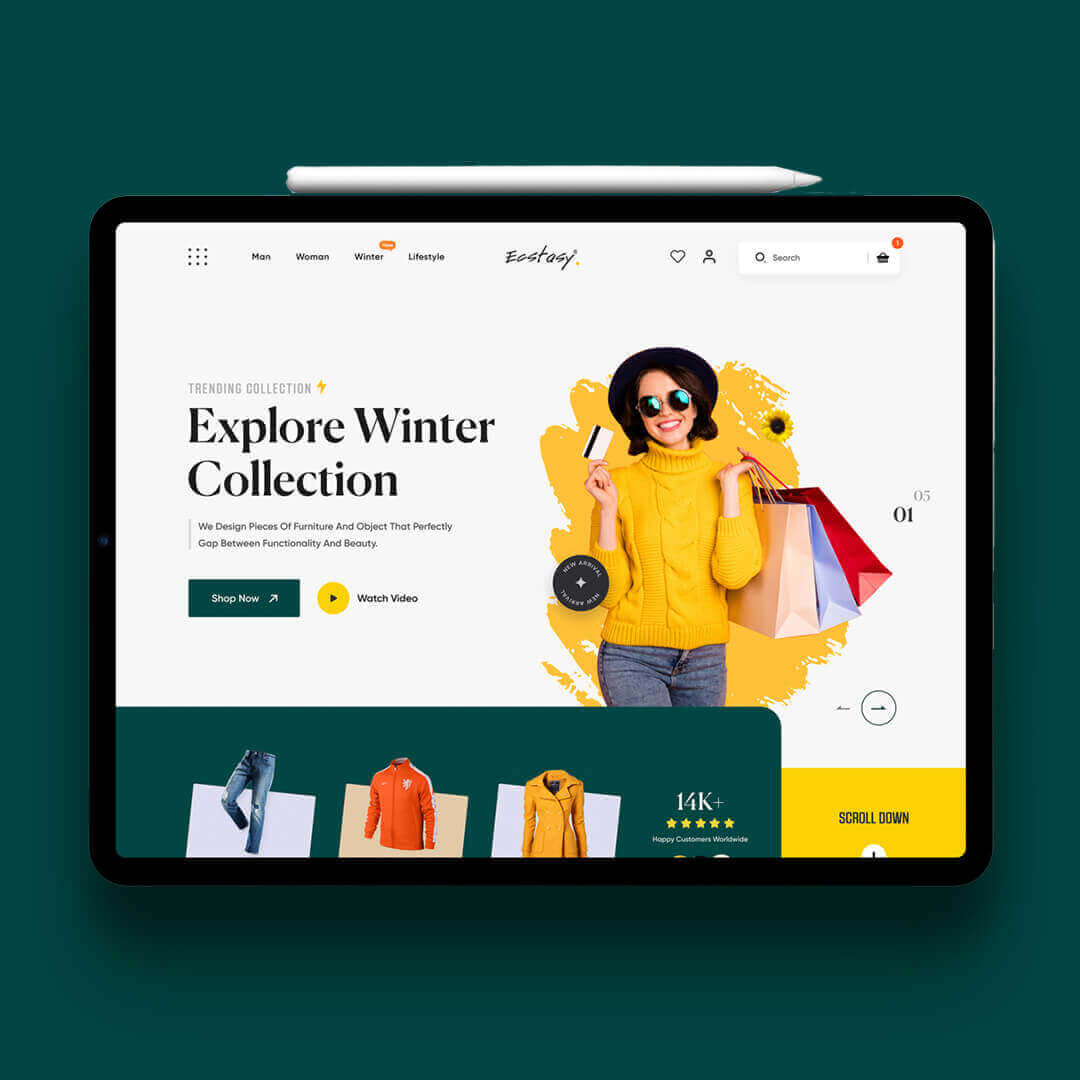 Man Woman Winter New Lifestyle
Ecstasy®.
Search
1
TRENDING COLLECTION
Explore Winter
Collection
We Design Pieces Of Furniture And Object That Perfectly
Gap Between Functionality And Beauty.
Shop Now
Watch Video
NEW ARRIVAL
NEW ARRIVAL
05
01
14K+
Happy Customers Worldwide
SCROLL DOWN